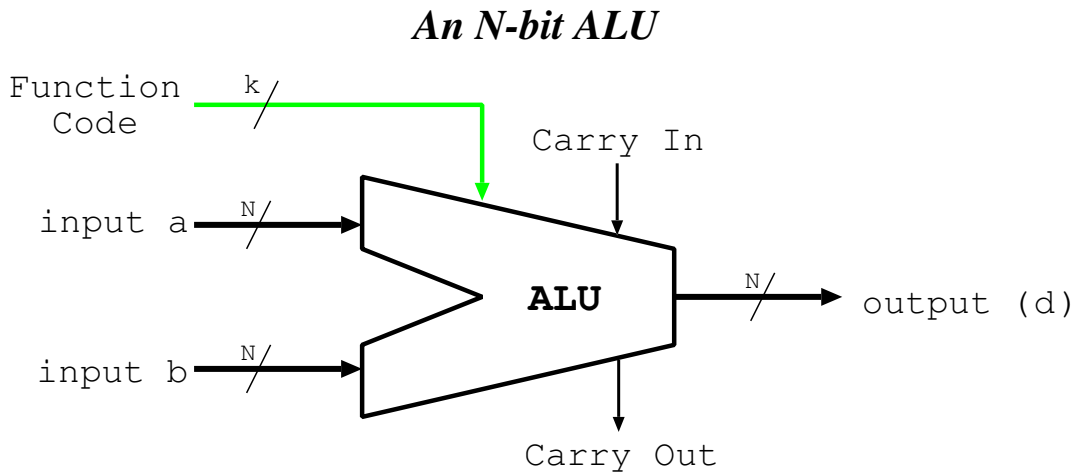 An N-bit ALU
Function
Code
k
Carry In
input a
N
ALU
N
output (d)
input b
N
Carry Out